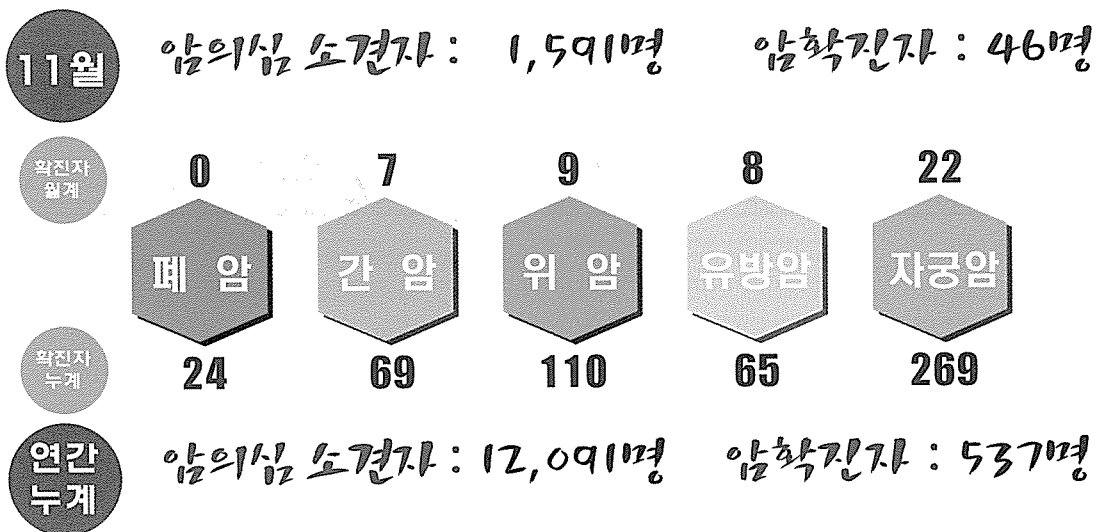 11월 암의심 소견자 : 1,591명 암확진자 : 46명
확진자
월계
0 7 9 8 22
폐 암 간 암 위 암 유방암 자궁암
확진자
누계
24 69 110 65 269
연간
누계
암의심 소견자 : 12,091명 암확진자 : 537명